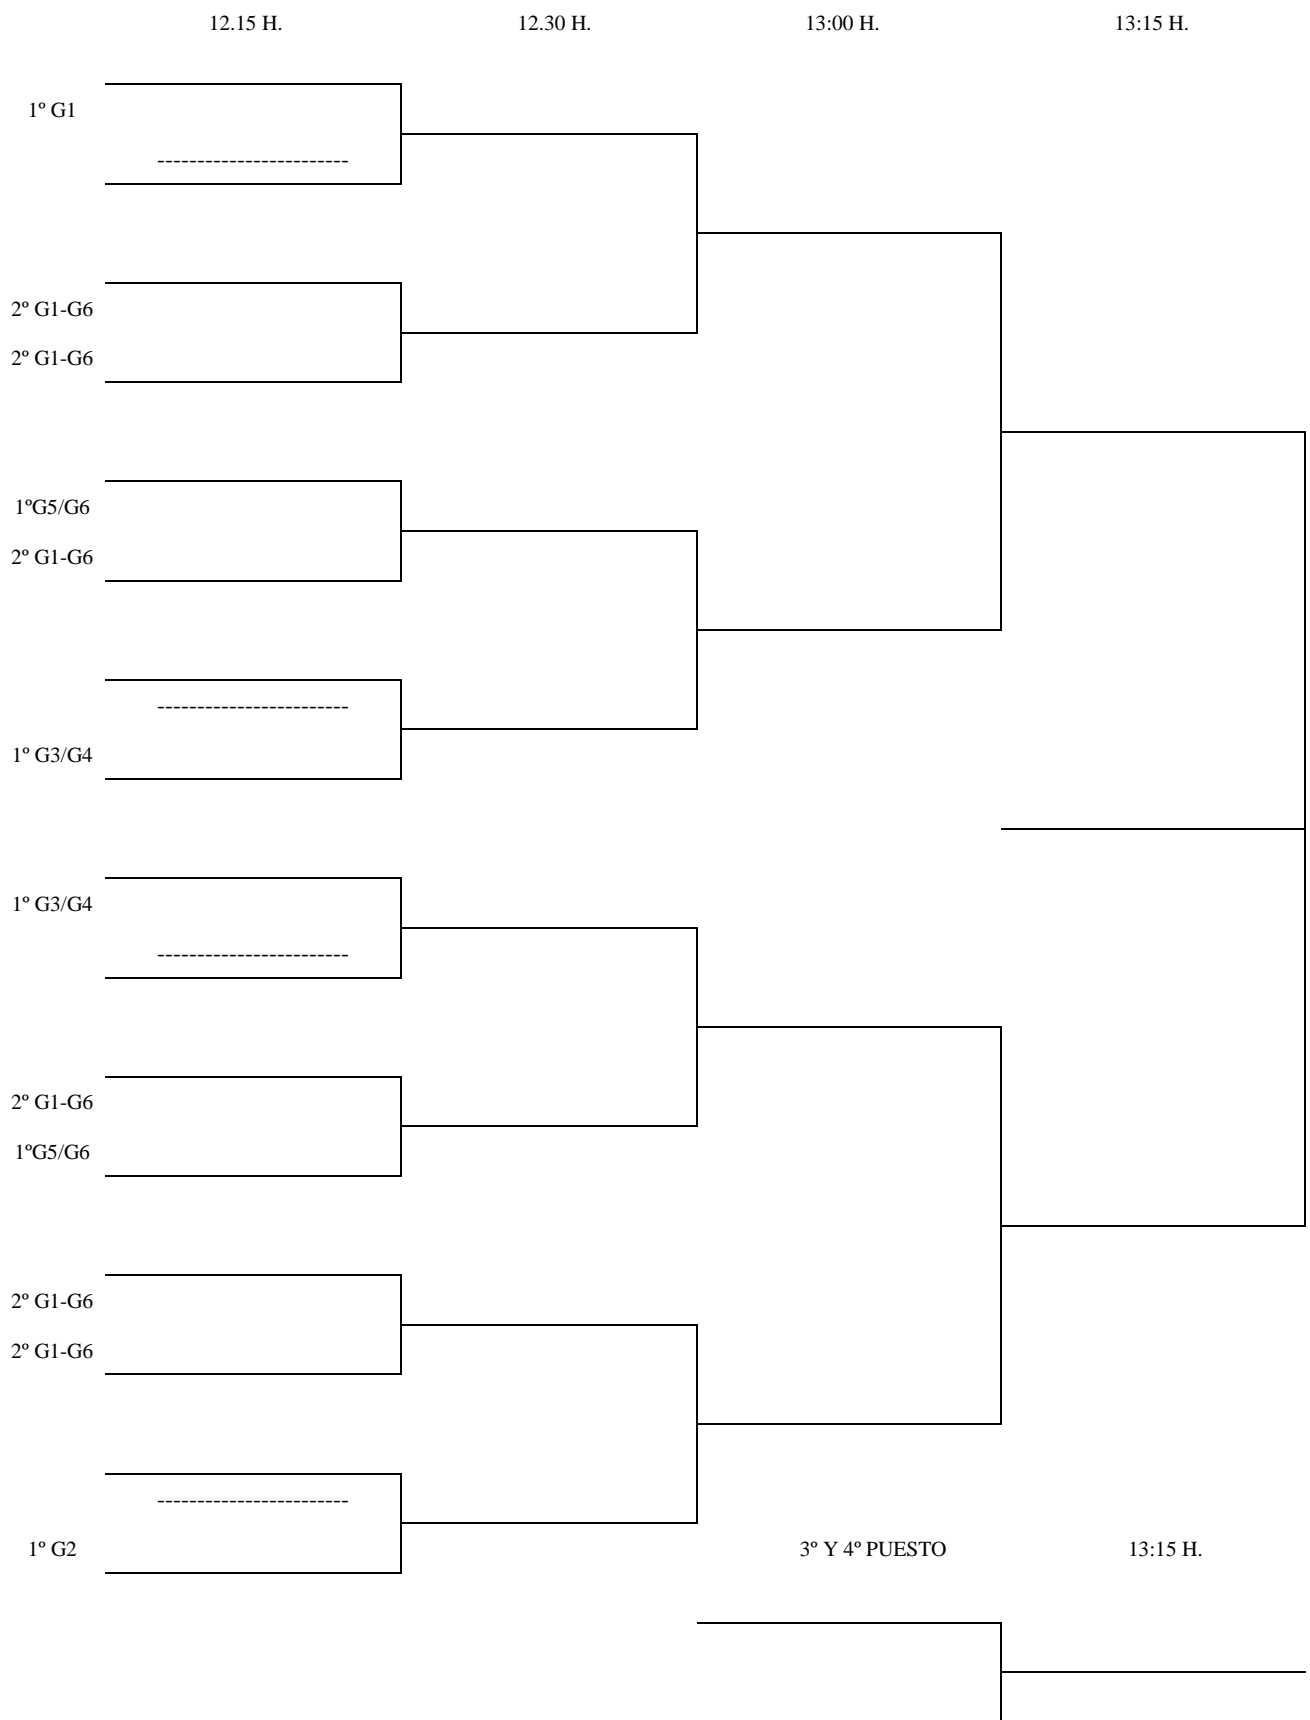 12.15 H. 12.30 H. 13:00 H. 13:15 H.
1º G1
------------------------
2º G1-G6
2º G1-G6
1ºG5/G6
2º G1-G6
------------------------
1º G3/G4
1º G3/G4
------------------------
2º G1-G6
1ºG5/G6
2º G1-G6
2º G1-G6
------------------------
1º G2 3º Y 4º PUESTO 13:15 H.